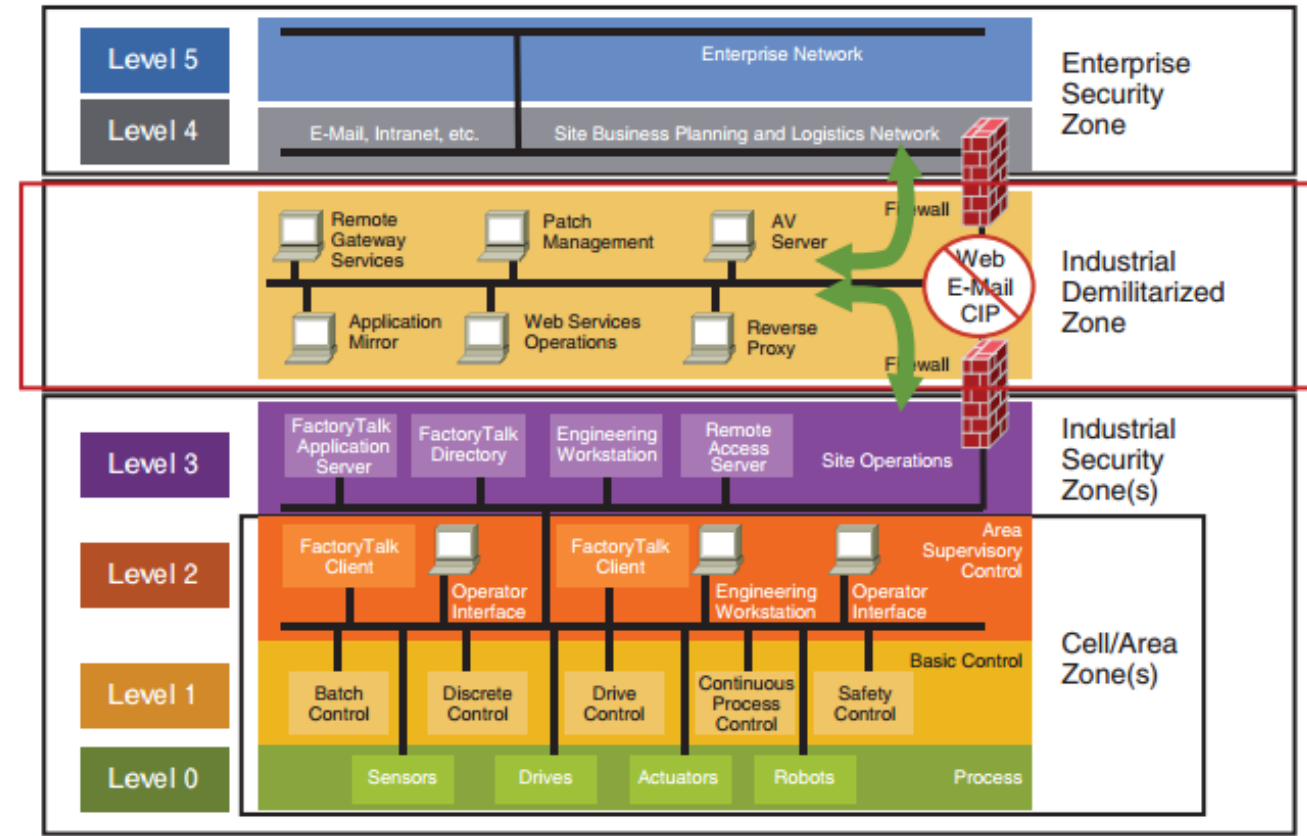 Level 5
Enterprise Network
Enterprise
Security
Zone
Level 4
E-Mail, Intranet, etc.
Site Business Planning and Logistics Network
Firewall
Remote
Gateway
Services
Patch
Management
AV
Server
Web
E-Mail
CIP
Industrial
Demilitarized
Zone
Application
Mirror
Web Services
Operations
Reverse
Proxy
Firewall
Level 3
FactoryTalk
Application
Server
FactoryTalk
Directory
Engineering
Workstation
Remote
Access
Server
Site Operations
Industrial
Security
Zone(s)
Level 2
FactoryTalk
Client
Operator
Interface
FactoryTalk
Client
Engineering
Workstation
Operator
Interface
Area
Supervisory
Control
Cell/Area
Zone(s)
Level 1
Basic Control
Batch
Control
Discrete
Control
Drive
Control
Continuous
Process
Control
Safety
Control
Level 0
Sensors
Drives
Actuators
Robots
Process